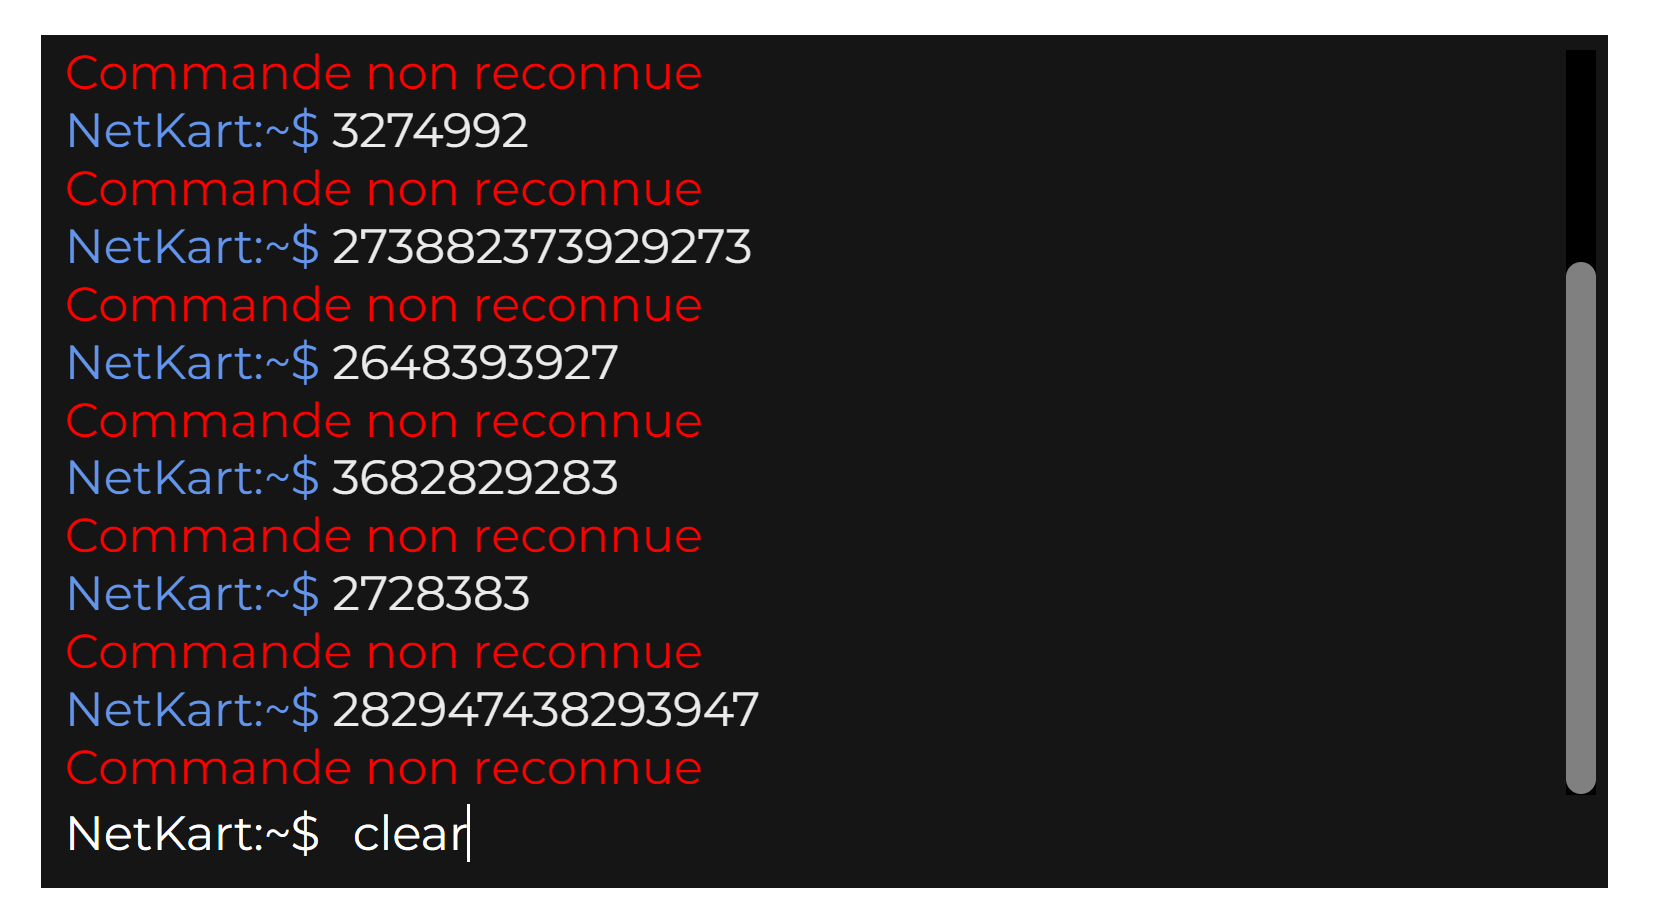 Commande non reconnue
NetKart:~$ 3274992
Commande non reconnue
NetKart:~$ 273882373929273
Commande non reconnue
NetKart:~$ 2648393927
Commande non reconnue
NetKart:~$ 3682829283
Commande non reconnue
NetKart:~$ 2728383
Commande non reconnue
NetKart:~$ 282947438293947
Commande non reconnue
NetKart:~$ clear